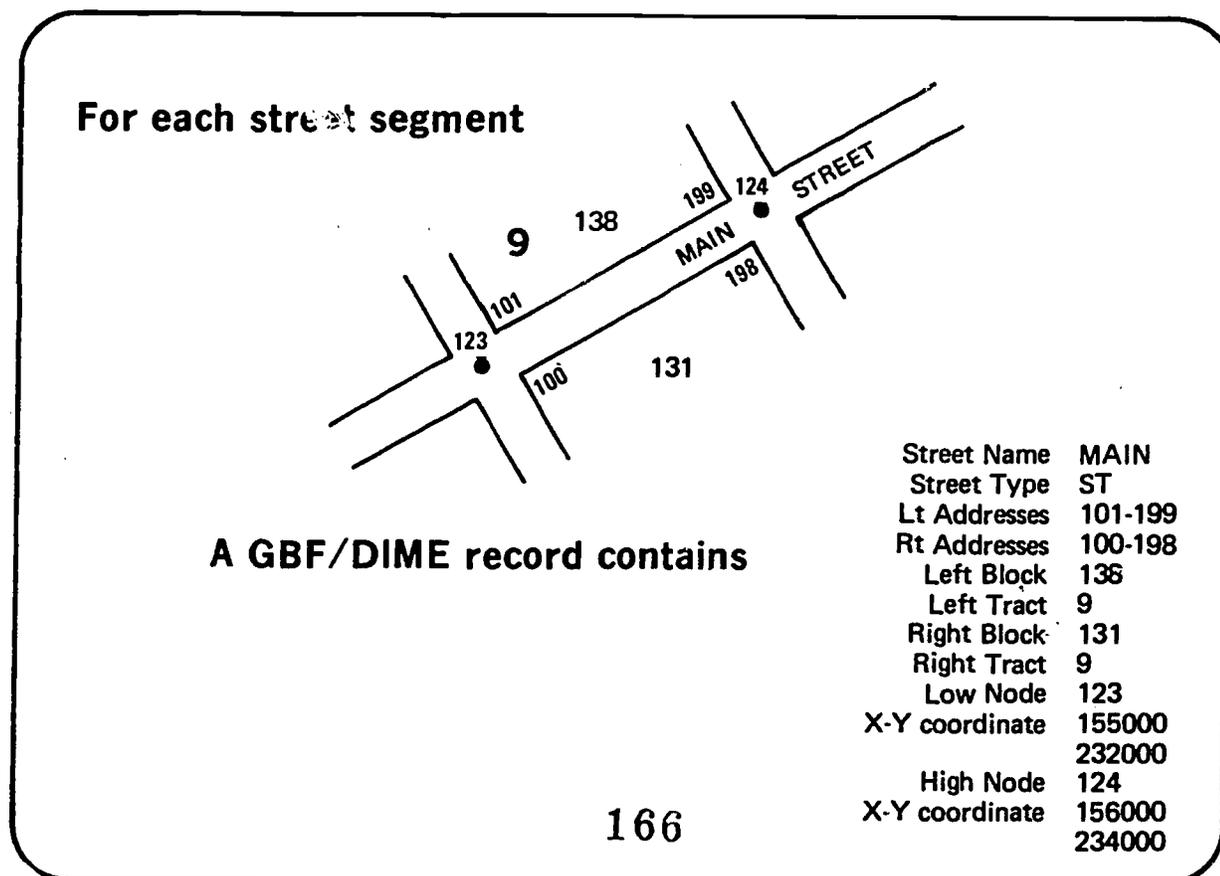 For each street segment
124
STREET
199
138
9
MAIN
198
101
123
100
131
A GBF/DIME record contains
Street Name MAIN
Street Type ST
Lt Addresses 101-199
Rt Addresses 100-198
Left Block 138
Left Tract 9
Right Block 131
Right Tract 9
Low Node 123
X-Y coordinate 155000
232000
High Node 124
X-Y coordinate 156000
234000
166